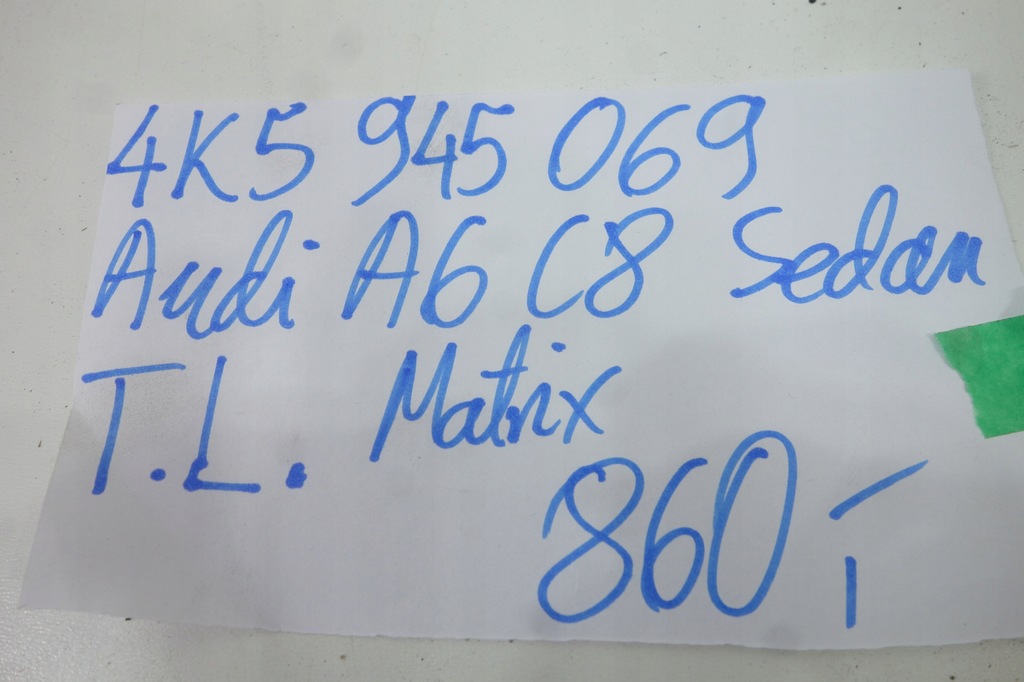 4K5 945 069
Audi A6 C8 Sedan
T.L. Matrix
860,-